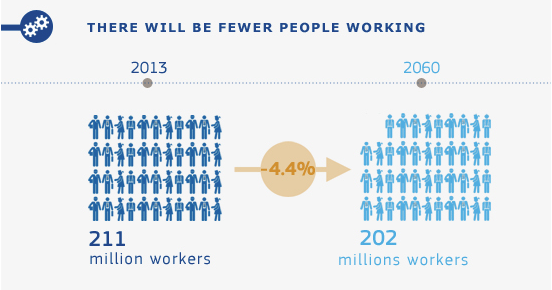 THERE WILL BE FEWER PEOPLE WORKING
2013
2060
-4.4%
211
million workers
202
millions workers